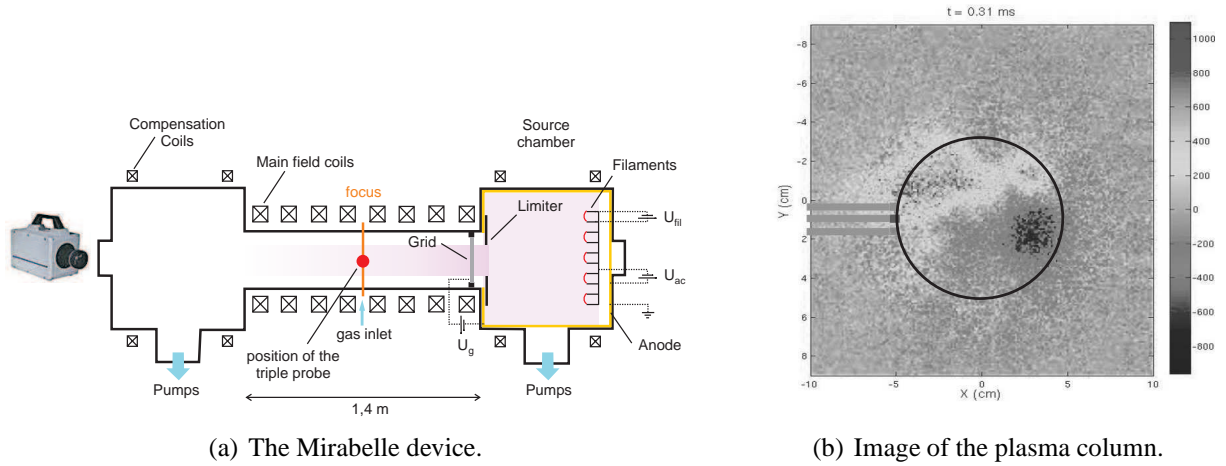 Compensation
Coils
Main field coils
focus
Source
chamber
Filaments
Limiter
Grid
U_fil
U_ac
U_g
gas inlet
position of the
triple probe
Anode
Pumps
Pumps
1,4 m
(a) The Mirabelle device.
t = 0.31 ms
Y (cm)
-8
-6
-4
-2
0
2
4
6
8
-10
-5
0
5
10
X (cm)
1000
800
600
400
200
0
-200
-400
-600
-800
(b) Image of the plasma column.